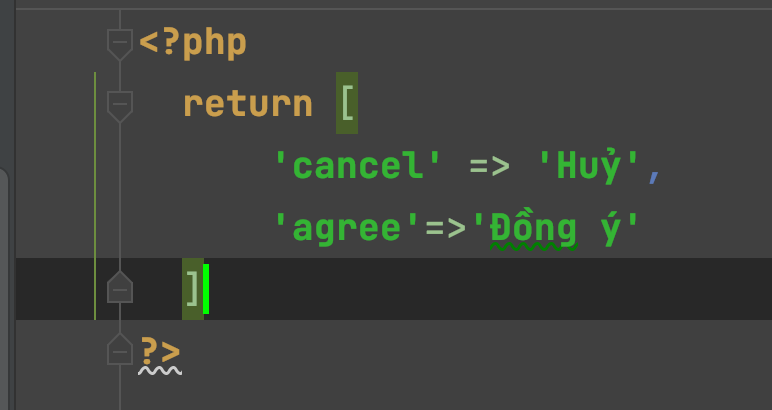 <?php
return [
'cancel' => 'Huỷ',
'agree'=>'Đồng ý'
]
?>